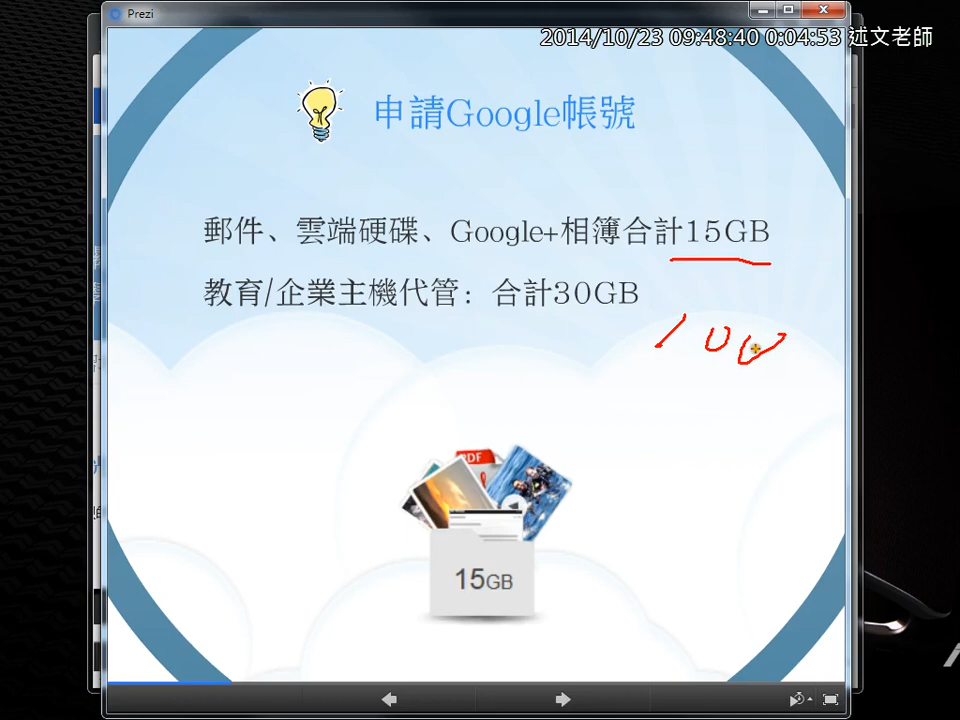 Prezi
2014/10/23 09:48:40 0:04:53 述文老師
申請Google帳號
郵件、雲端硬碟、Google+相簿合計15GB
教育/企業主機代管：合計30GB
100
PDF
15GB